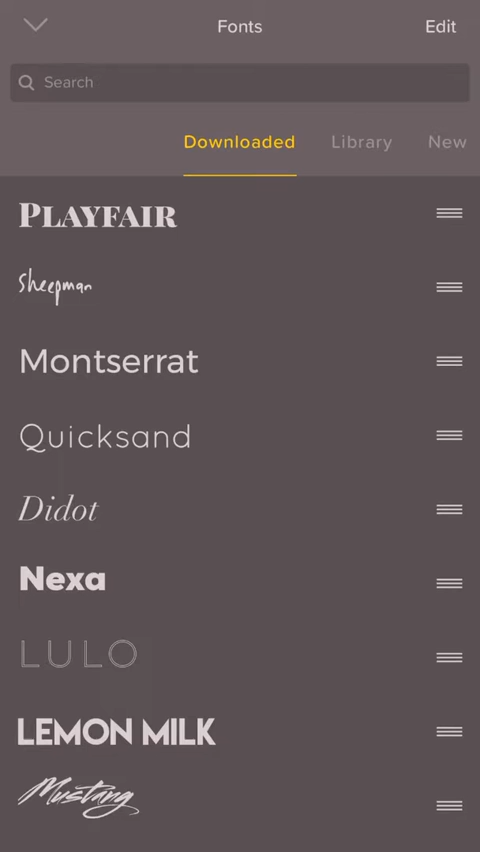 Fonts Edit
Search
Downloaded Library New
PLAYFAIR
Sheepman
Montserrat
Quicksand
Didot
Nexa
LULO
LEMON MILK
Mustang